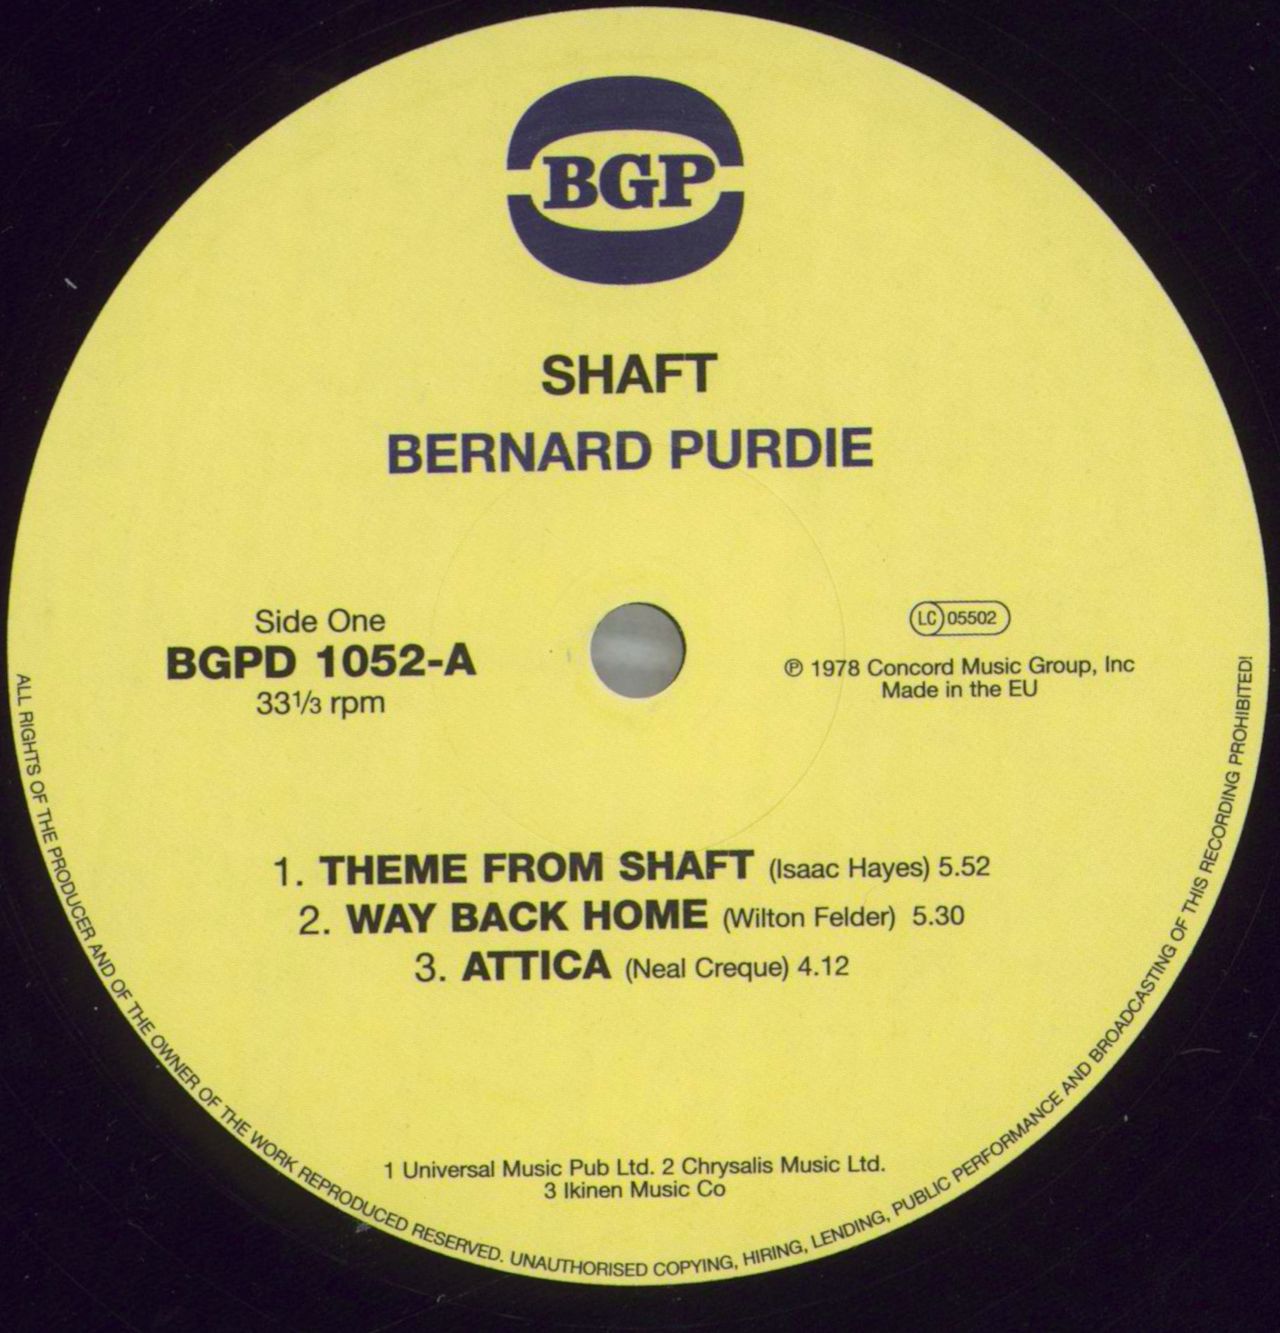 BGP
SHAFT
BERNARD PURDIE
Side One
BGPD 1052-A
33 1/3 rpm
LC 05502
℗ 1978 Concord Music Group, Inc
Made in the EU
1. THEME FROM SHAFT (Isaac Hayes) 5.52
2. WAY BACK HOME (Wilton Felder) 5.30
3. ATTICA (Neal Creque) 4.12
1 Universal Music Pub Ltd. 2 Chrysalis Music Ltd.
3 Ikinen Music Co
ALL RIGHTS OF THE PRODUCER AND OF THE OWNER OF THE WORK REPRODUCED RESERVED. UNAUTHORISED COPYING, HIRING, LENDING, PUBLIC PERFORMANCE AND BROADCASTING OF THIS RECORDING PROHIBITED!